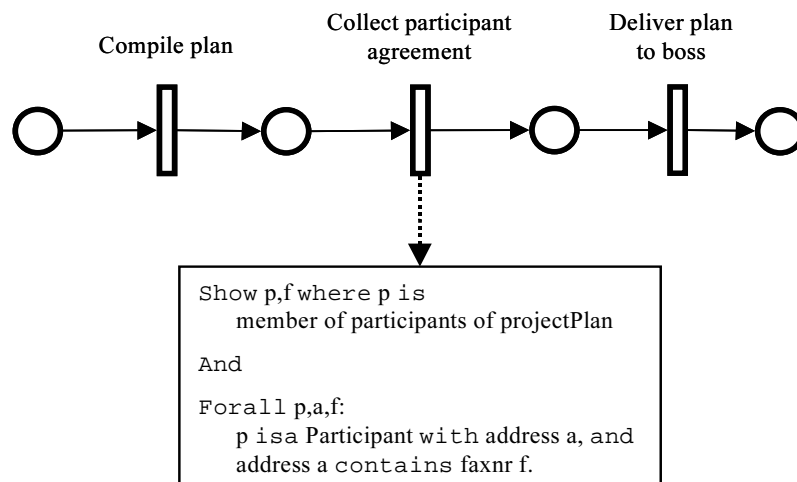 Compile plan
Collect participant
agreement
Deliver plan
to boss
Show p,f where p is
member of participants of projectPlan
And
Forall p,a,f:
p isa Participant with address a, and
address a contains faxnr f.